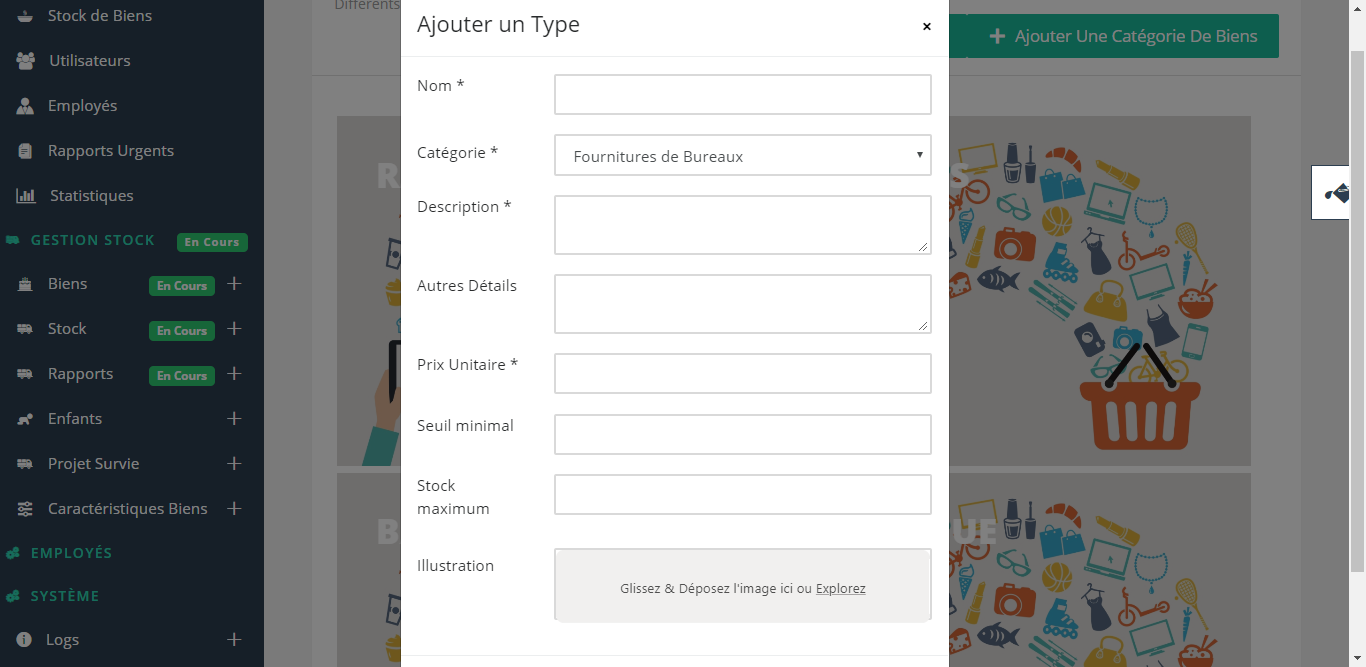 Stock de Biens
Utilisateurs
Employés
Rapports Urgents
Statistiques
GESTION STOCK En Cours
Biens En Cours
Stock En Cours
Rapports En Cours
Enfants
Projet Survie
Caractéristiques Biens
EMPLOYÉS
SYSTÈME
Logs
Différents
Ajouter Une Catégorie De Biens
Ajouter un Type
×
Nom *
Catégorie *
Fournitures de Bureaux
Description *
Autres Détails
Prix Unitaire *
Seuil minimal
Stock
maximum
Illustration
Glissez & Déposez l'image ici ou Explorez
R
S
B
UE